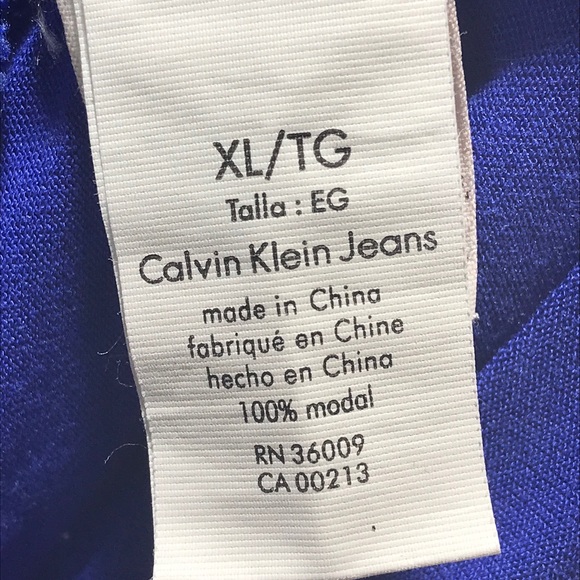 XL/TG
Talla : EG
Calvin Klein Jeans
made in China
fabriqué en Chine
hecho en China
100% modal
RN 36009
CA 00213